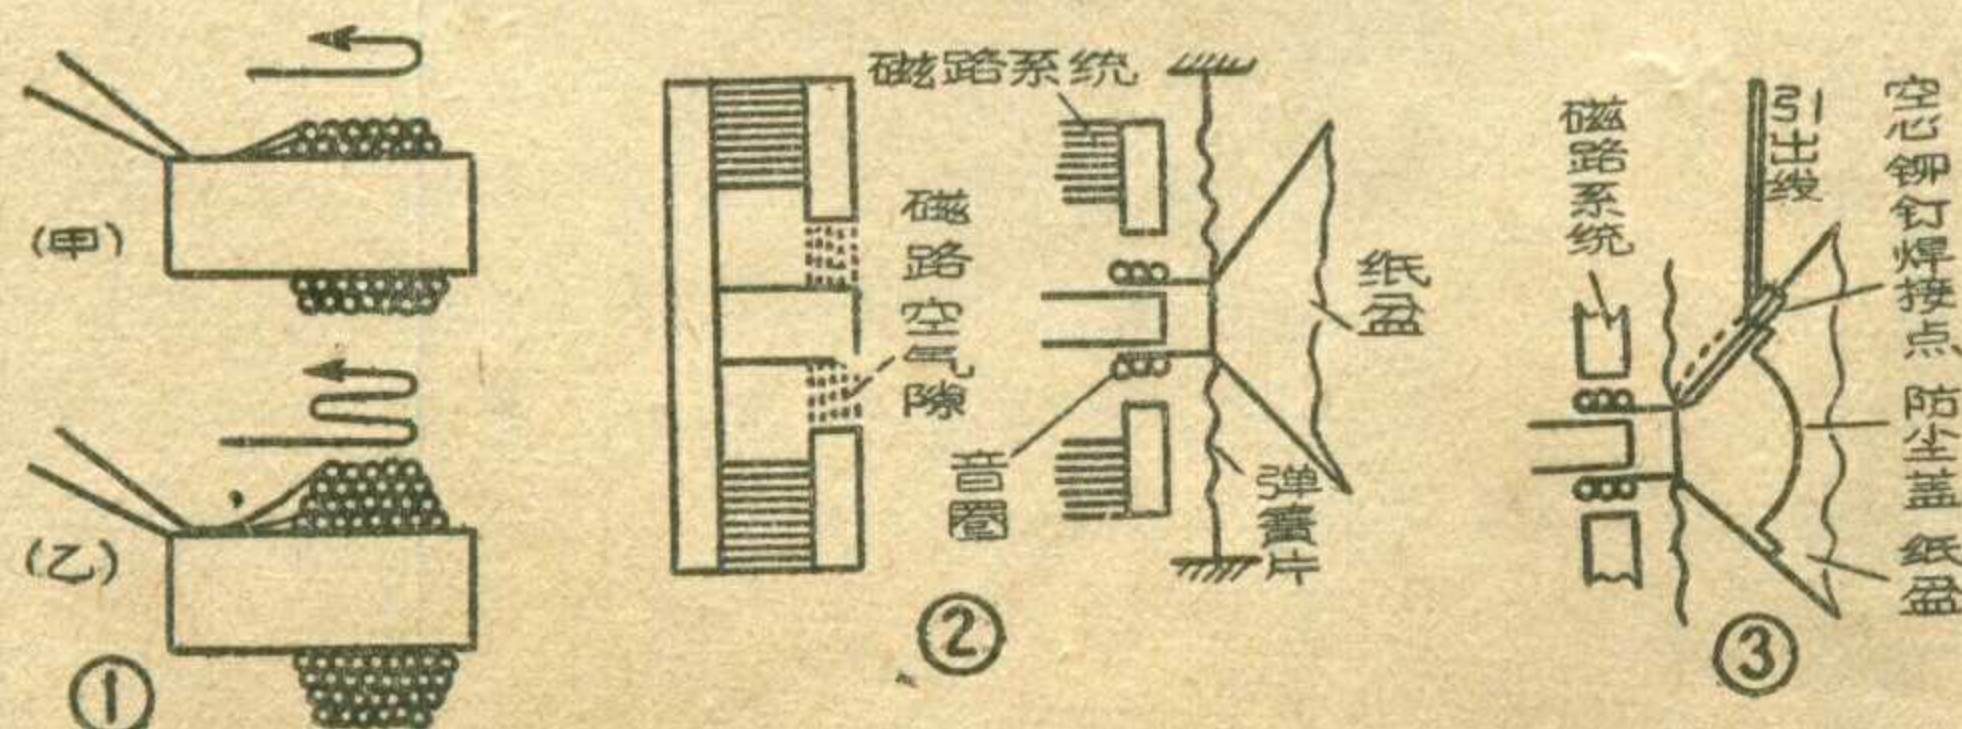 (甲)
(乙)
①
磁路系统
磁路空气隙
音圈
弹簧片
纸盆
②
磁路系统
引出线
空心铆钉焊接点
防尘盖
纸盆
③